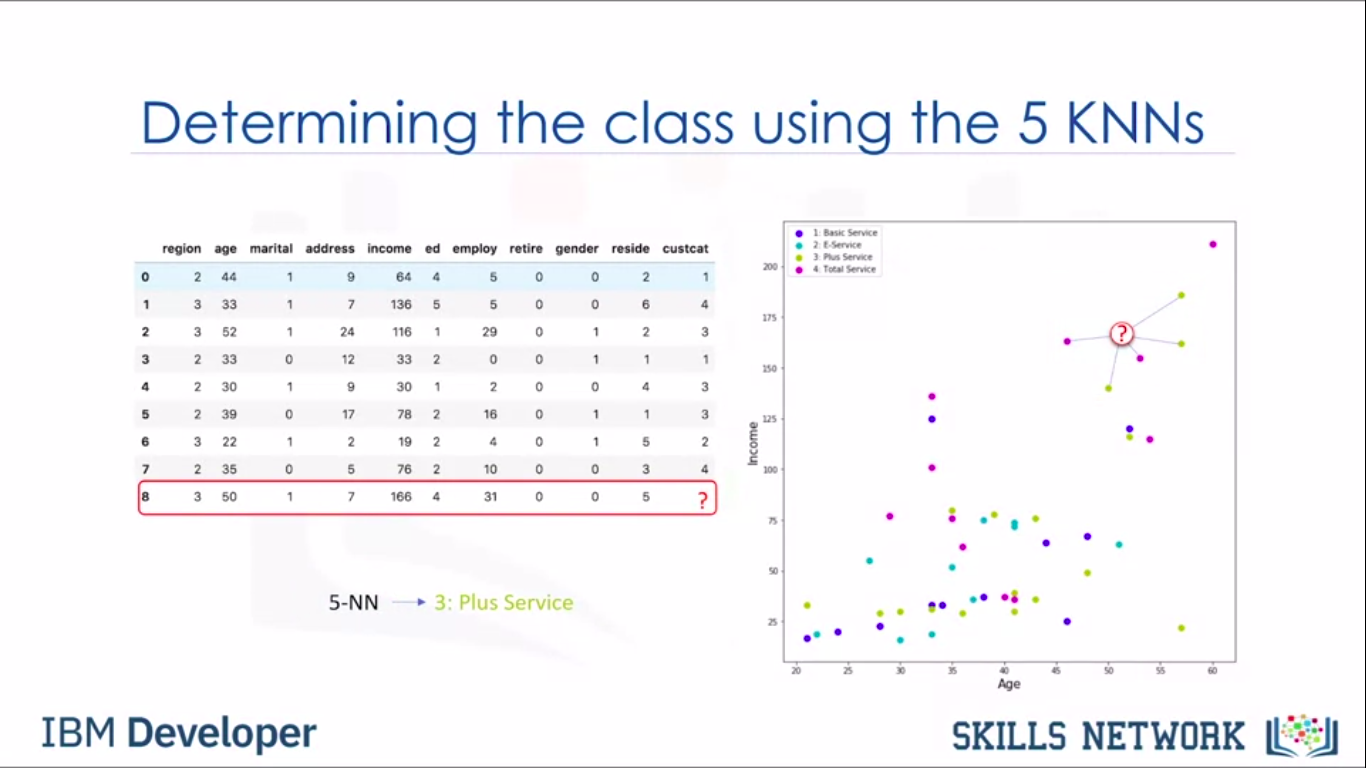 Determining the class using the 5 KNNs
region age marital address income ed employ retire gender reside custcat
0 2 44 1 9 64 4 5 0 0 2 1
1 3 33 1 7 136 5 5 0 0 6 4
2 3 52 1 24 116 1 29 0 1 2 3
3 2 33 0 12 33 2 0 0 1 1 1
4 2 30 1 9 30 1 2 0 0 4 3
5 2 39 0 17 78 2 16 0 1 1 3
6 3 22 1 2 19 2 4 0 1 5 2
7 2 35 0 5 76 2 10 0 0 3 4
8 3 50 1 7 166 4 31 0 0 5 ?
5-NN 3: Plus Service
1: Basic Service
2: E-Service
3: Plus Service
4: Total Service
?
Income
200
175
150
125
100
75
50
25
20 25 30 35 40 45 50 55 60
Age
IBM Developer
SKILLS NETWORK